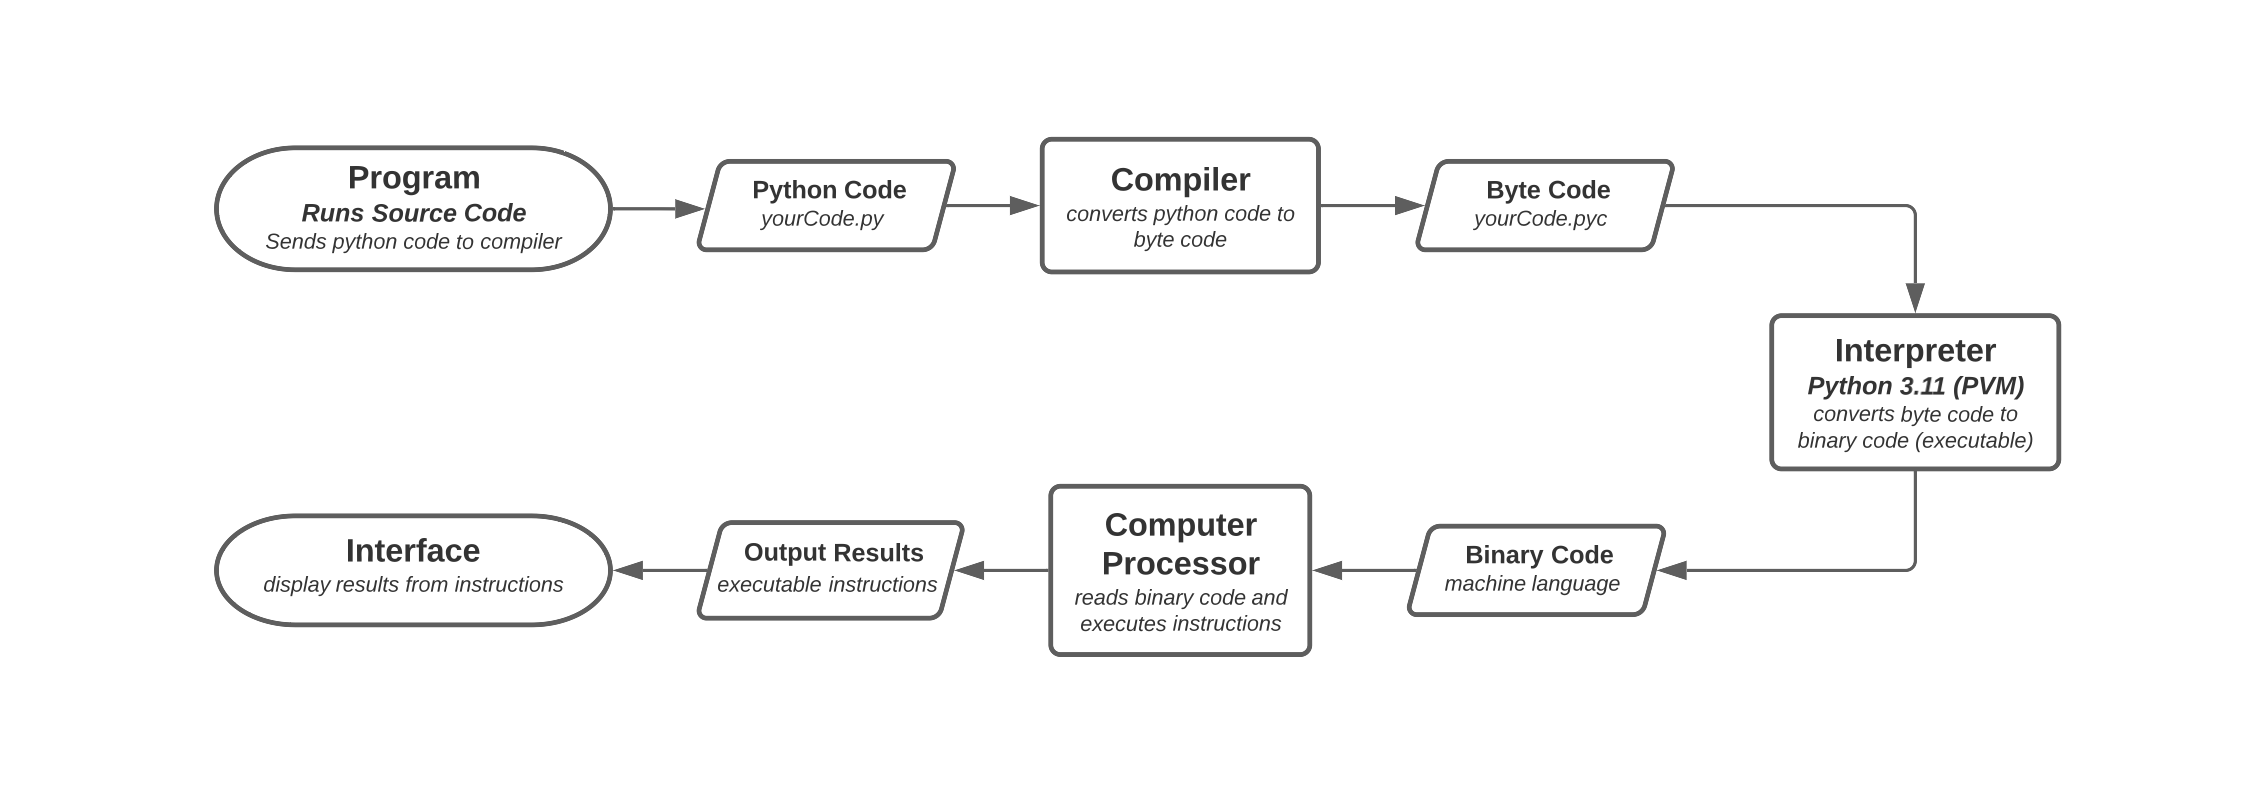 Program
Runs Source Code
Sends python code to compiler
Python Code
yourCode.py
Compiler
converts python code to
byte code
Byte Code
yourCode.pyc
Interpreter
Python 3.11 (PVM)
converts byte code to
binary code (executable)
Binary Code
machine language
Computer
Processor
reads binary code and
executes instructions
Output Results
executable instructions
Interface
display results from instructions